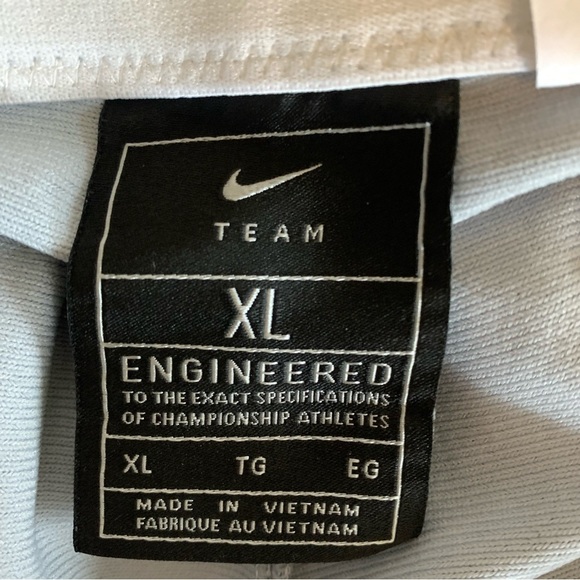 TEAM
XL
ENGINEERED
TO THE EXACT SPECIFICATIONS
OF CHAMPIONSHIP ATHLETES
XL TG EG
MADE IN VIETNAM
FABRIQUE AU VIETNAM